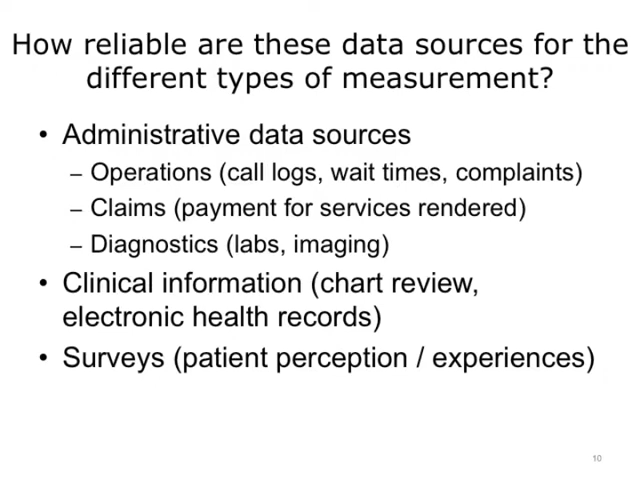 How reliable are these data sources for the
different types of measurement?
• Administrative data sources
– Operations (call logs, wait times, complaints)
– Claims (payment for services rendered)
– Diagnostics (labs, imaging)
• Clinical information (chart review,
electronic health records)
• Surveys (patient perception / experiences)
10